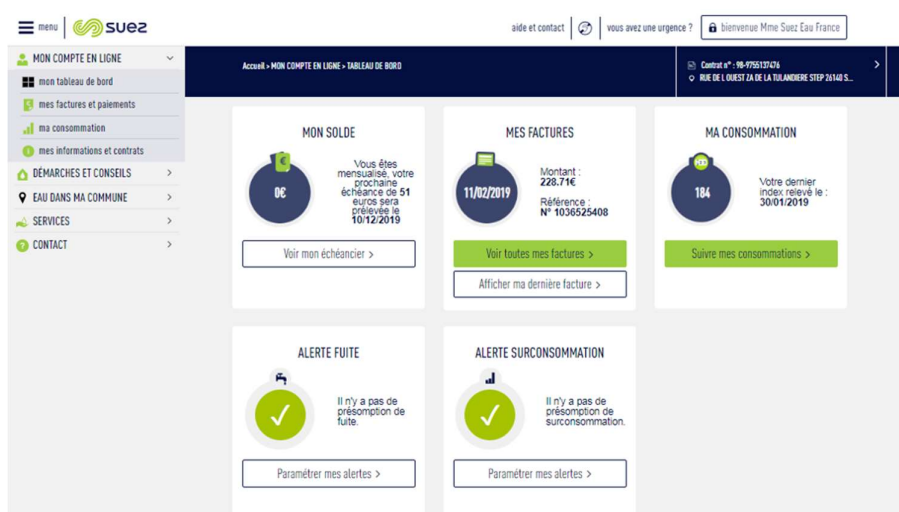 menu
suez
aide et contact
vous avez une urgence ?
bienvenue Mme Suez Eau France
MON COMPTE EN LIGNE
mon tableau de bord
mes factures et paiements
ma consommation
mes informations et contrats
DÉMARCHES ET CONSEILS
EAU DANS MA COMMUNE
SERVICES
CONTACT
Accueil > MON COMPTE EN LIGNE > TABLEAU DE BORD
Contrat n° : 98-9755137476
RUE DE L OUEST ZA DE LA TULANDIERE STEP 26140 S...
MON SOLDE
0€
Vous êtes
mensualisé, votre
prochaine
échéance de 51
euros sera
prélevée le
10/12/2019
Voir mon échéancier >
MES FACTURES
11/02/2019
Montant :
228.71€
Référence :
N° 1036525408
Voir toutes mes factures >
Afficher ma dernière facture >
MA CONSOMMATION
184
Votre dernier
index relevé le :
30/01/2019
Suivre mes consommations >
ALERTE FUITE
Il n'y a pas de
présomption de
fuite.
Paramétrer mes alertes >
ALERTE SURCONSOMMATION
Il n'y a pas de
présomption de
surconsommation.
Paramétrer mes alertes >